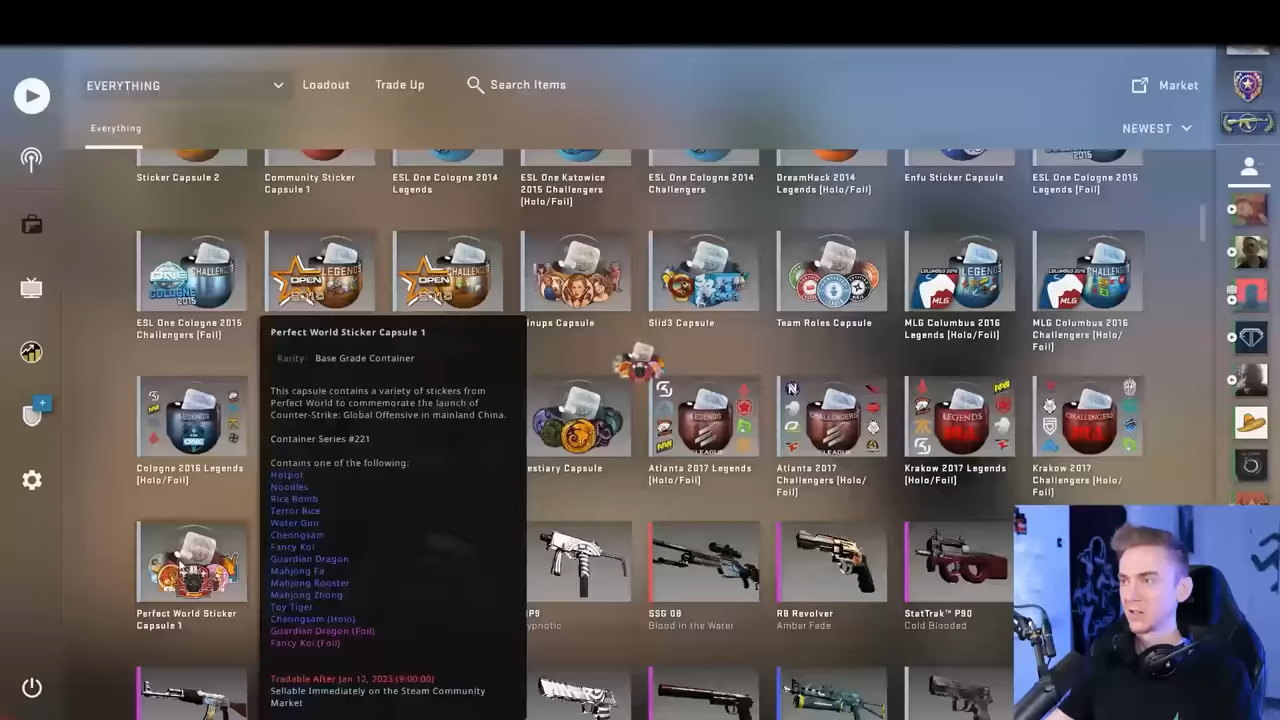 EVERYTHING
Loadout
Trade Up
Search Items
Market
Everything
NEWEST
Sticker Capsule 2
Community Sticker
Capsule 1
ESL One Cologne 2014
Legends
ESL One Katowice
2015 Challengers
(Holo/Foil)
ESL One Cologne 2014
Challengers
DreamHack 2014
Legends (Holo/Foil)
Enfu Sticker Capsule
ESL One Cologne 2015
Legends (Foil)
ESL One Cologne 2015
Challengers (Foil)
inups Capsule
Slid3 Capsule
Team Roles Capsule
MLG Columbus 2016
Legends (Holo/Foil)
MLG Columbus 2016
Challengers (Holo/
Foil)
Perfect World Sticker Capsule 1
Rarity: Base Grade Container
This capsule contains a variety of stickers from
Perfect World to commemorate the launch of
Counter-Strike: Global Offensive in mainland China.
Container Series #221
Contains one of the following:
Hotpot
Noodles
Rice Bomb
Terror Rice
Water Gun
Cheongsam
Fancy Koi
Guardian Dragon
Mahjong Fa
Mahjong Rooster
Mahjong Zhong
Toy Tiger
Cheongsam (Holo)
Guardian Dragon (Foil)
Fancy Koi (Foil)
Tradable After Jan 12, 2023 (9:00:00)
Sellable Immediately on the Steam Community
Market
Cologne 2016 Legends
(Holo/Foil)
estiary Capsule
Atlanta 2017 Legends
(Holo/Foil)
Atlanta 2017
Challengers (Holo/
Foil)
Krakow 2017 Legends
(Holo/Foil)
Krakow 2017
Challengers (Holo/
Foil)
Perfect World Sticker
Capsule 1
MP9
ypnotic
SSG 08
Blood in the Water
R8 Revolver
Amber Fade
StatTrak™ P90
Cold Blooded